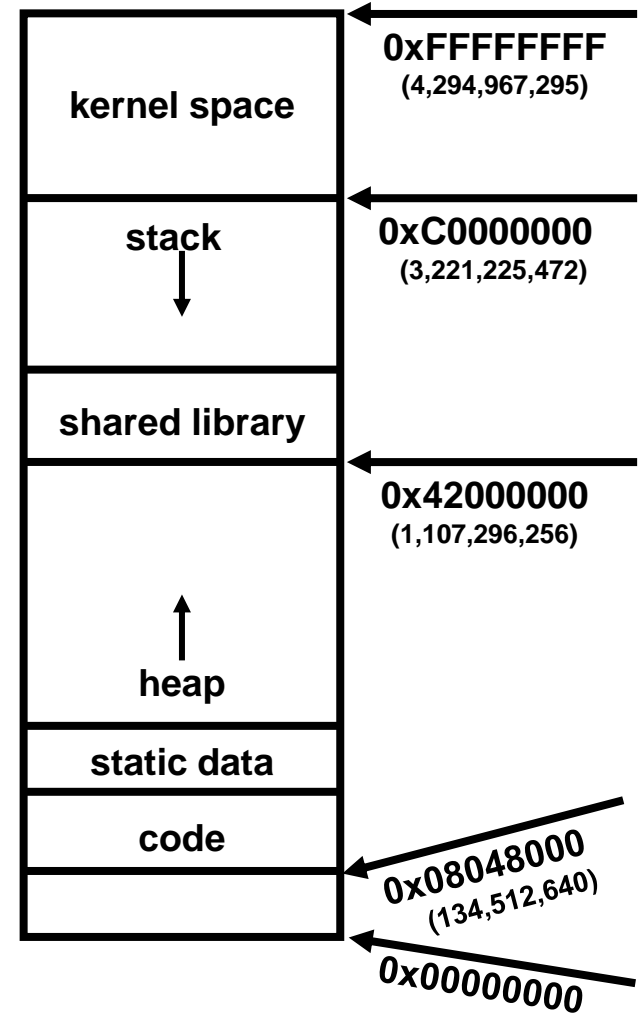 0xFFFFFFFF
(4,294,967,295)
kernel space
0xC0000000
(3,221,225,472)
stack
shared library
0x42000000
(1,107,296,256)
heap
static data
code
0x08048000
(134,512,640)
0x00000000